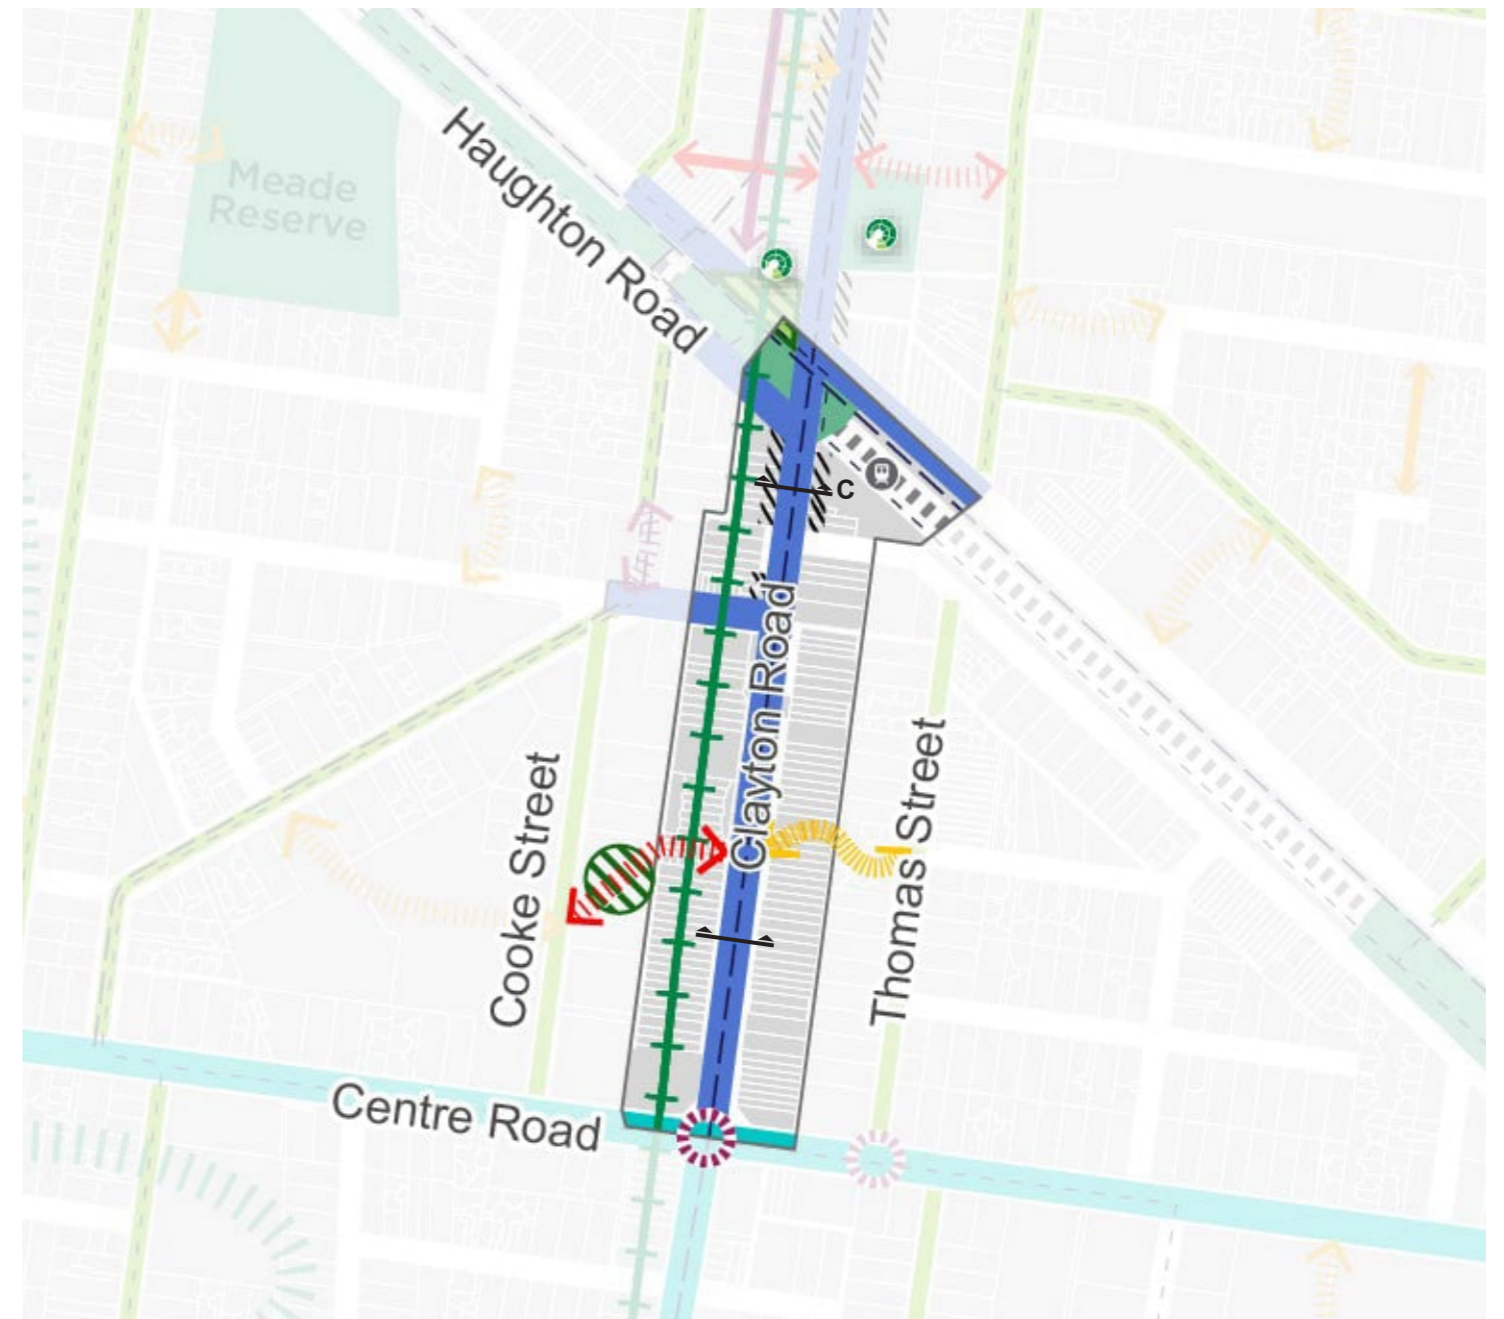 Haughton Road
Meade
Reserve
C
Clayton Road
Cooke Street
Thomas Street
Centre Road